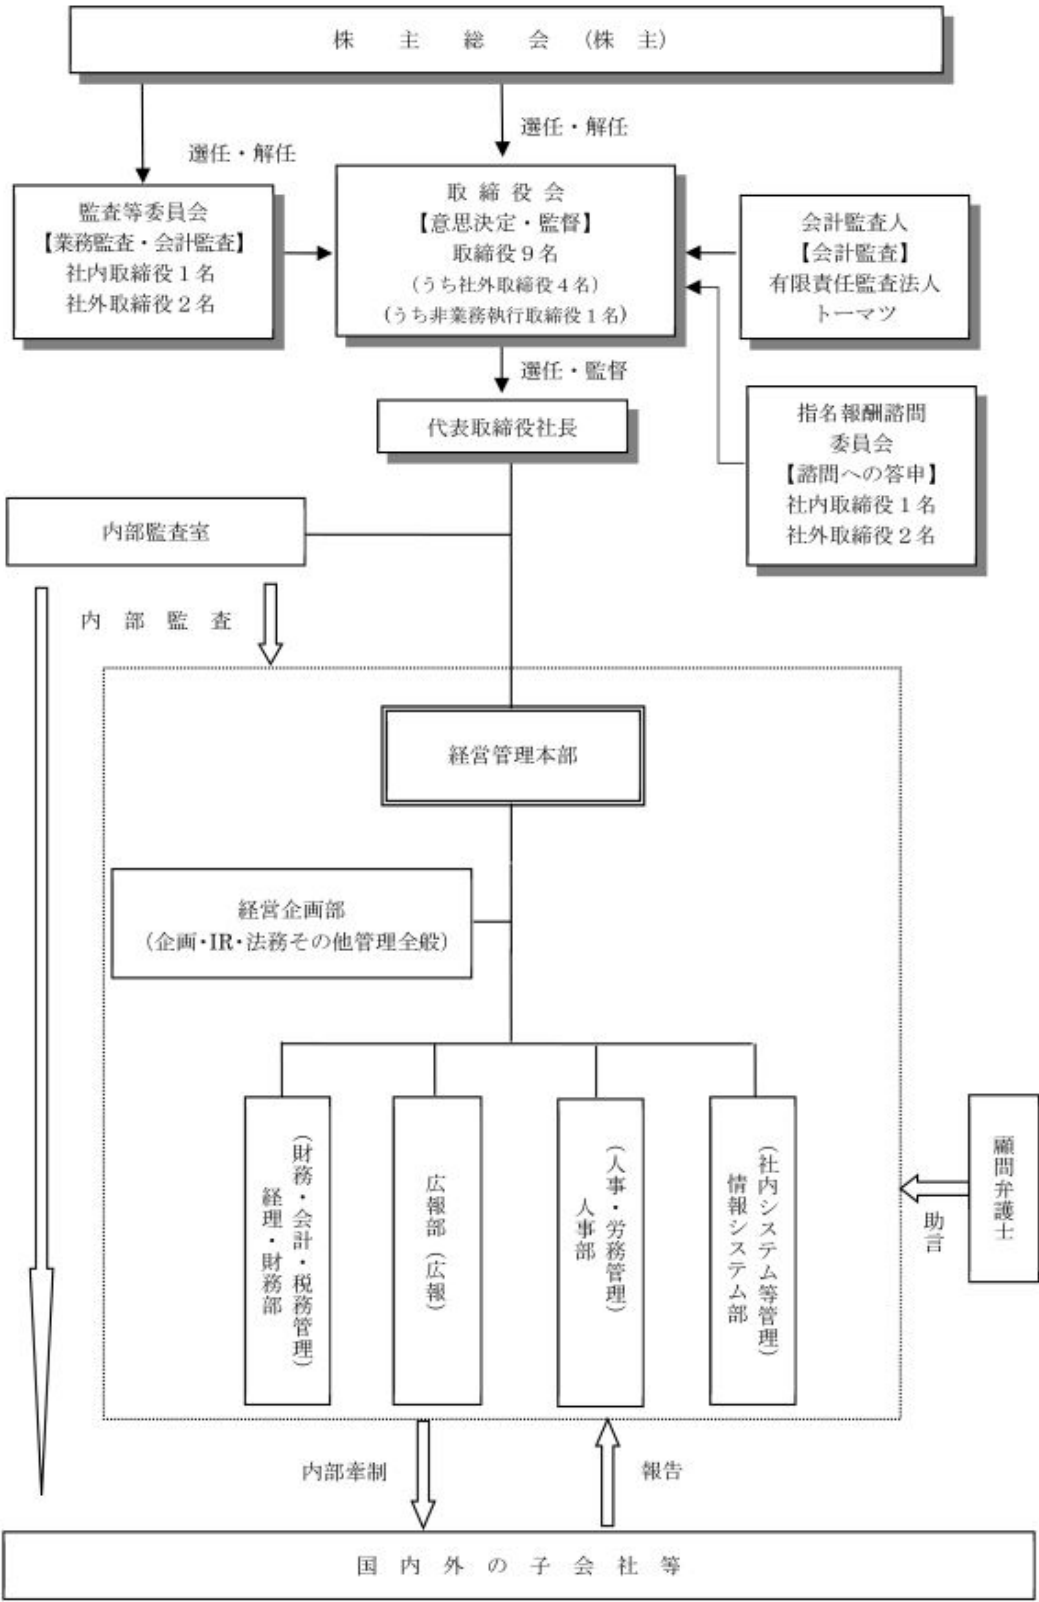 株 主 総 会 (株 主)
選任・解任
選任・解任
監査等委員会
【業務監査・会計監査】
社内取締役1名
社外取締役2名
取 締 役 会
【意思決定・監督】
取締役9名
(うち社外取締役4名)
(うち非業務執行取締役1名)
会計監査人
【会計監査】
有限責任監査法人
トーマツ
選任・監督
代表取締役社長
指名報酬諮問
委員会
【諮問への答申】
社内取締役1名
社外取締役2名
内部監査室
内 部 監 査
経営管理本部
経営企画部
(企画・IR・法務その他管理全般)
経理・財務部
(財務・会計・税務管理)
広報部(広報)
人事部
(人事・労務管理)
情報システム部
(社内システム等管理)
顧問弁護士
助言
内部牽制
報告
国 内 外 の 子 会 社 等